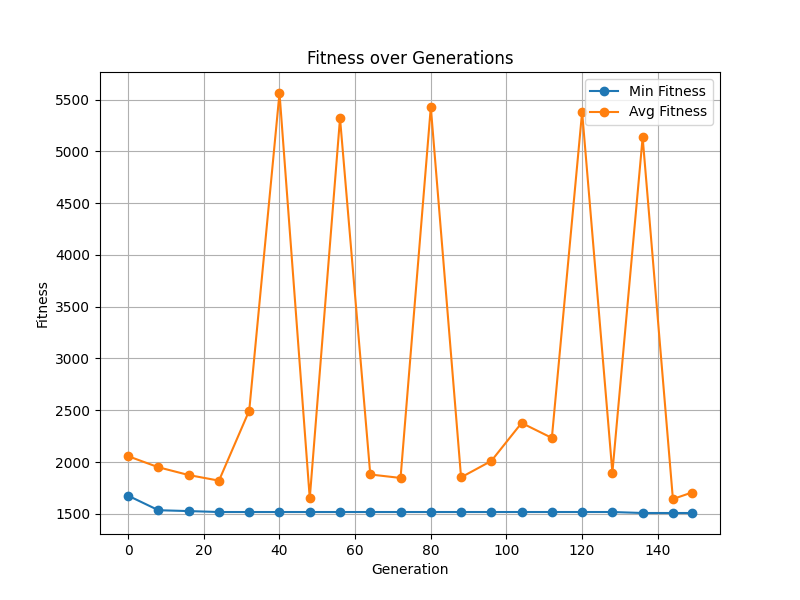 Fitness over Generations
Min Fitness
Avg Fitness
5500
5000
4500
4000
3500
3000
2500
2000
1500
Fitness
0 20 40 60 80 100 120 140
Generation